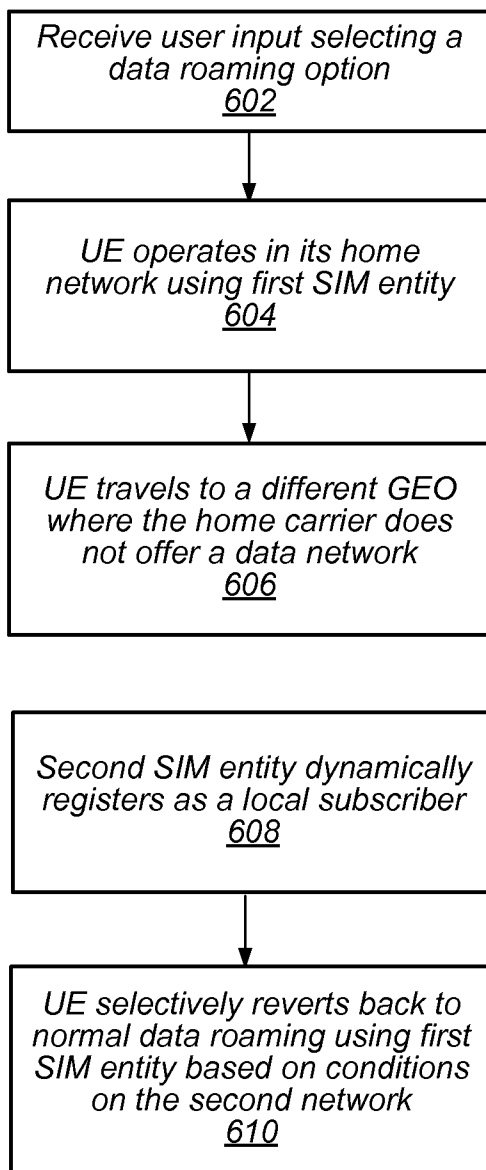 Receive user input selecting a
data roaming option
602
UE operates in its home
network using first SIM entity
604
UE travels to a different GEO
where the home carrier does
not offer a data network
606
Second SIM entity dynamically
registers as a local subscriber
608
UE selectively reverts back to
normal data roaming using first
SIM entity based on conditions
on the second network
610